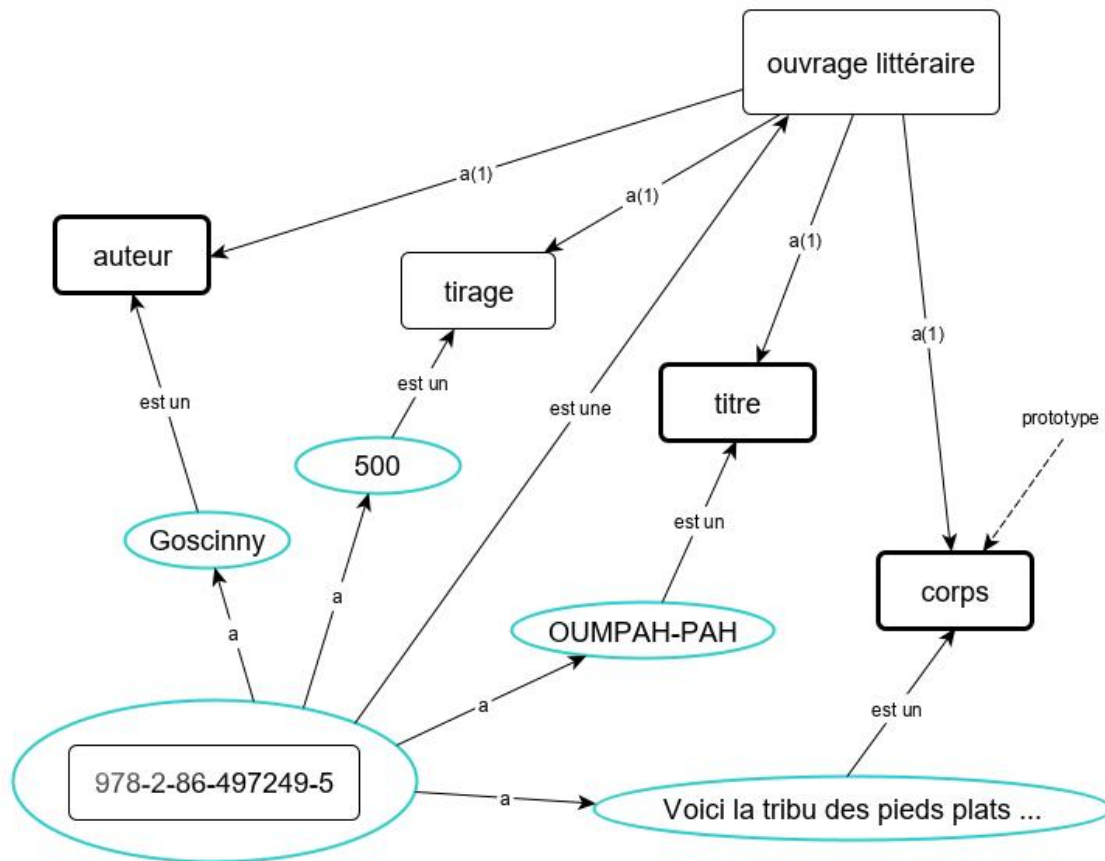 ouvrage littéraire
a(1)
a(1)
auteur
a(1)
tirage
a(1)
est un
est un
est une
titre
prototype
500
est un
Goscinny
corps
a
a
OUMPAH-PAH
a
est un
978-2-86-497249-5
a
Voici la tribu des pieds plats ...